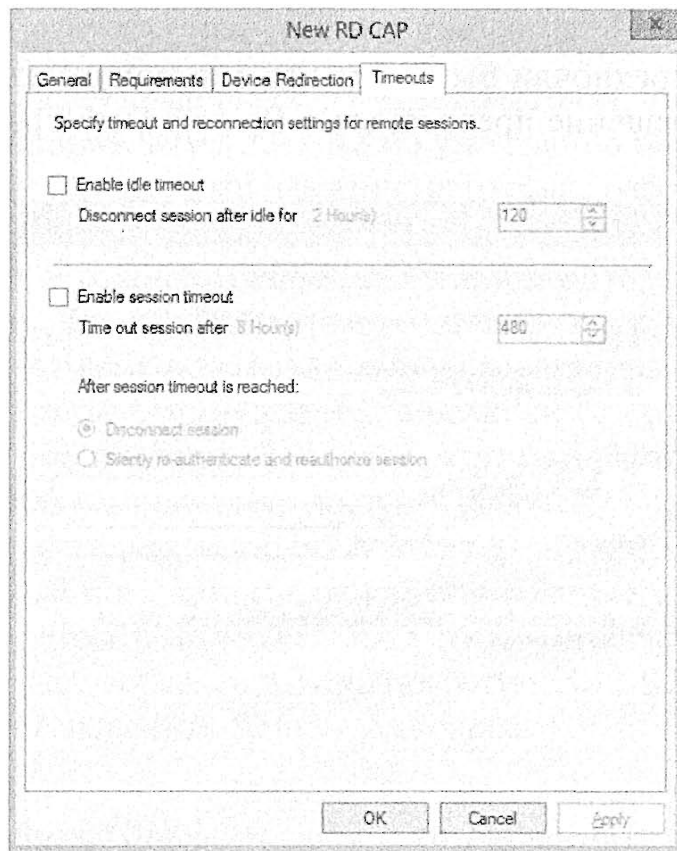 New RD CAP
x
General Requirements Device Redirection Timeouts
Specify timeout and reconnection settings for remote sessions.
Enable idle timeout
Disconnect session after idle for 2 Hour(s) 120
Enable session timeout
Time out session after 8 Hour(s) 480
After session timeout is reached:
Disconnect session
Silently re-authenticate and reauthorize session
OK Cancel Apply